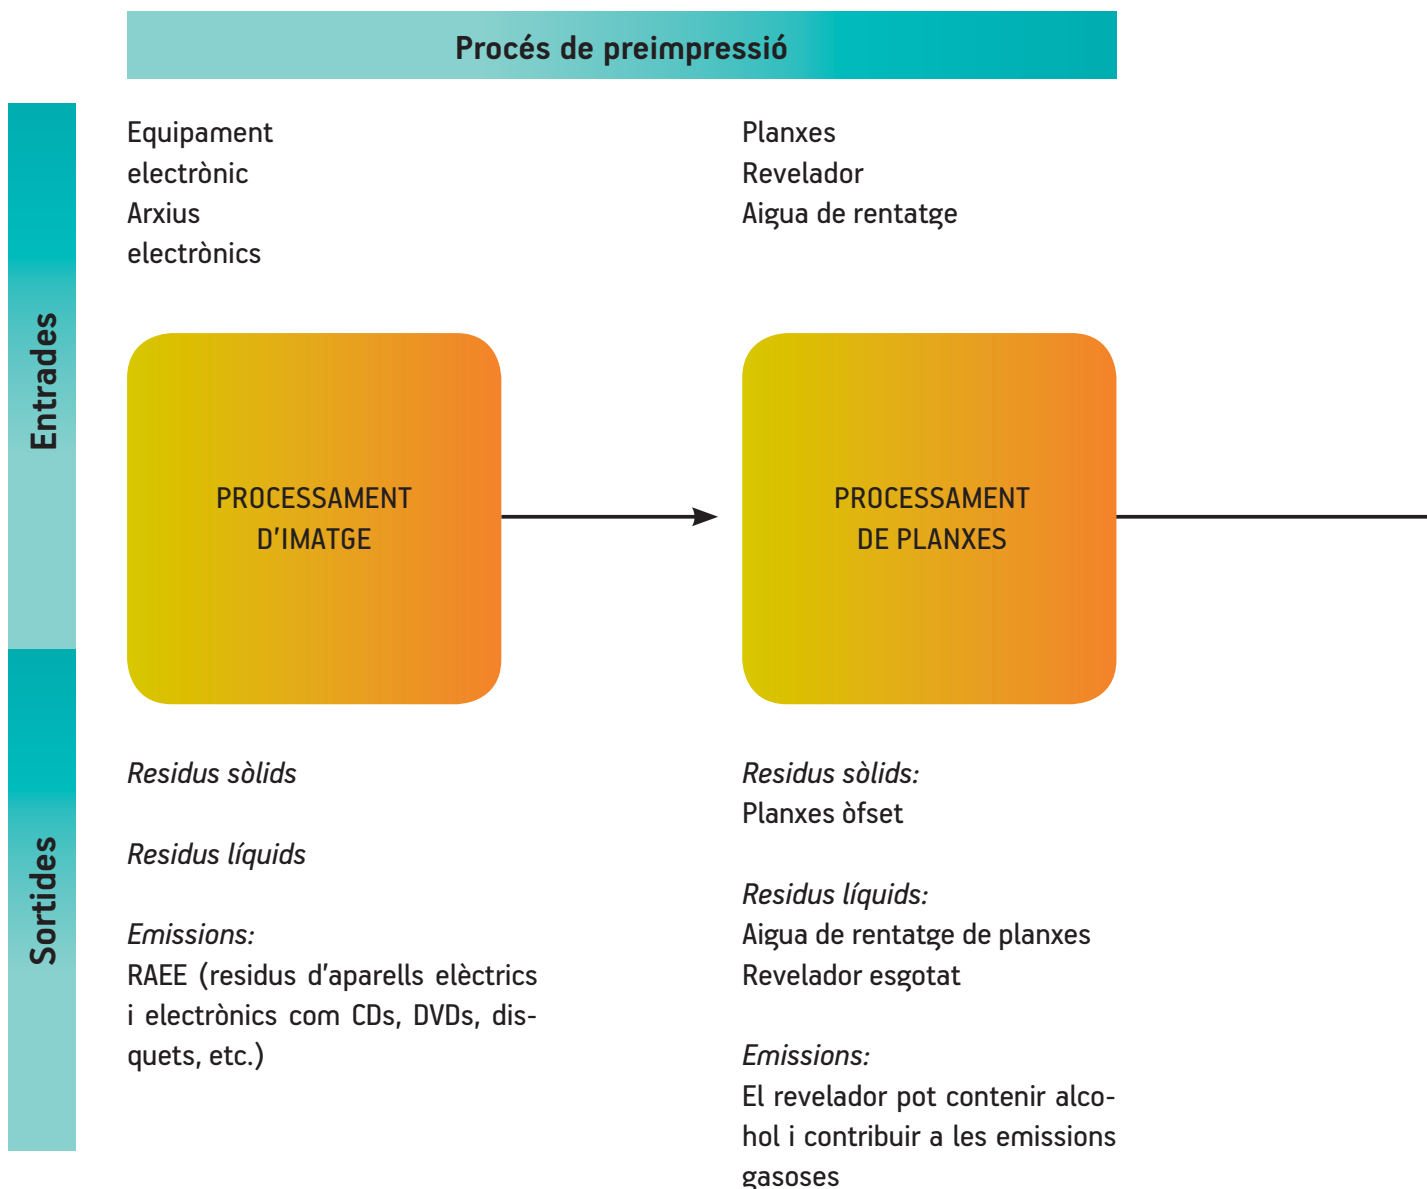 Procés de preimpressió
Entrades
Equipament
electrònic
Arxius
electrònics
Planxes
Revelador
Aigua de rentatge
PROCESSAMENT
D'IMATGE
PROCESSAMENT
DE PLANXES
Sortides
Residus sòlids
Residus líquids
Emissions:
RAEE (residus d'aparells elèctrics
i electrònics com CDs, DVDs, dis-
quets, etc.)
Residus sòlids:
Planxes òfset
Residus líquids:
Aigua de rentatge de planxes
Revelador esgotat
Emissions:
El revelador pot contenir alco-
hol i contribuir a les emissions
gasoses